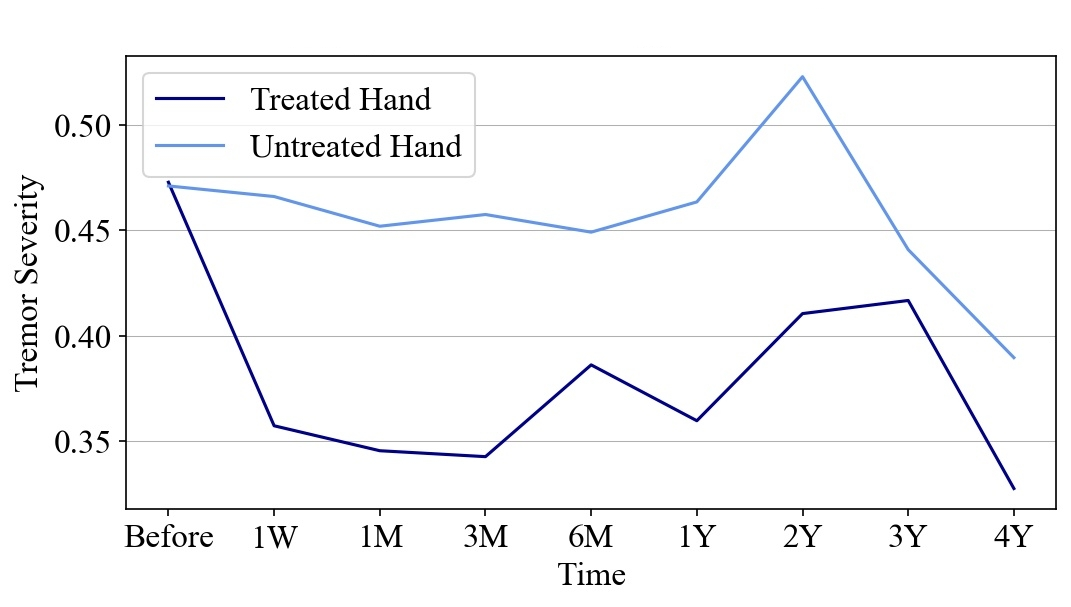 Treated Hand
Untreated Hand
Tremor Severity
0.50
0.45
0.40
0.35
Before 1W 1M 3M 6M 1Y 2Y 3Y 4Y
Time